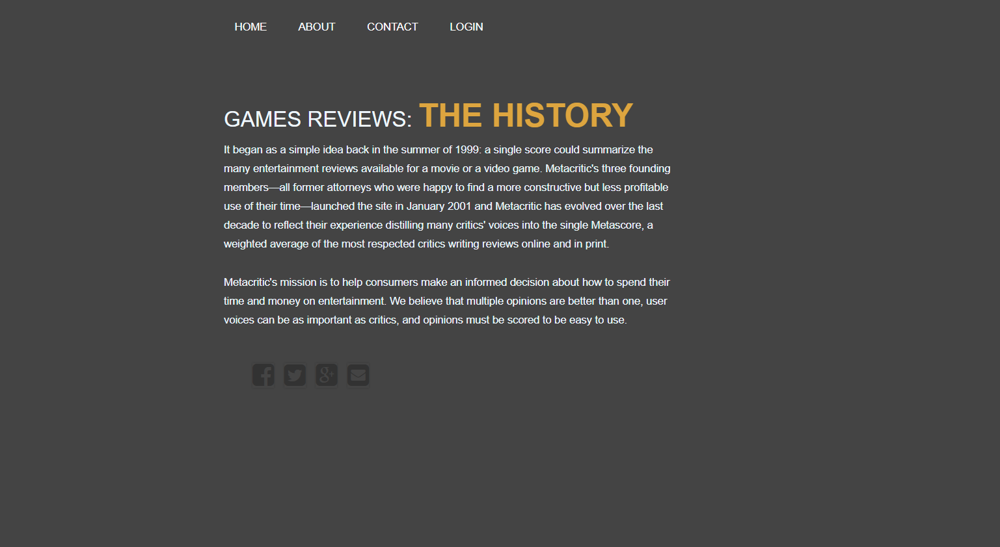 HOME ABOUT CONTACT LOGIN
GAMES REVIEWS: THE HISTORY
It began as a simple idea back in the summer of 1999: a single score could summarize the
many entertainment reviews available for a movie or a video game. Metacritic's three founding
members—all former attorneys who were happy to find a more constructive but less profitable
use of their time—launched the site in January 2001 and Metacritic has evolved over the last
decade to reflect their experience distilling many critics' voices into the single Metascore, a
weighted average of the most respected critics writing reviews online and in print.
Metacritic's mission is to help consumers make an informed decision about how to spend their
time and money on entertainment. We believe that multiple opinions are better than one, user
voices can be as important as critics, and opinions must be scored to be easy to use.